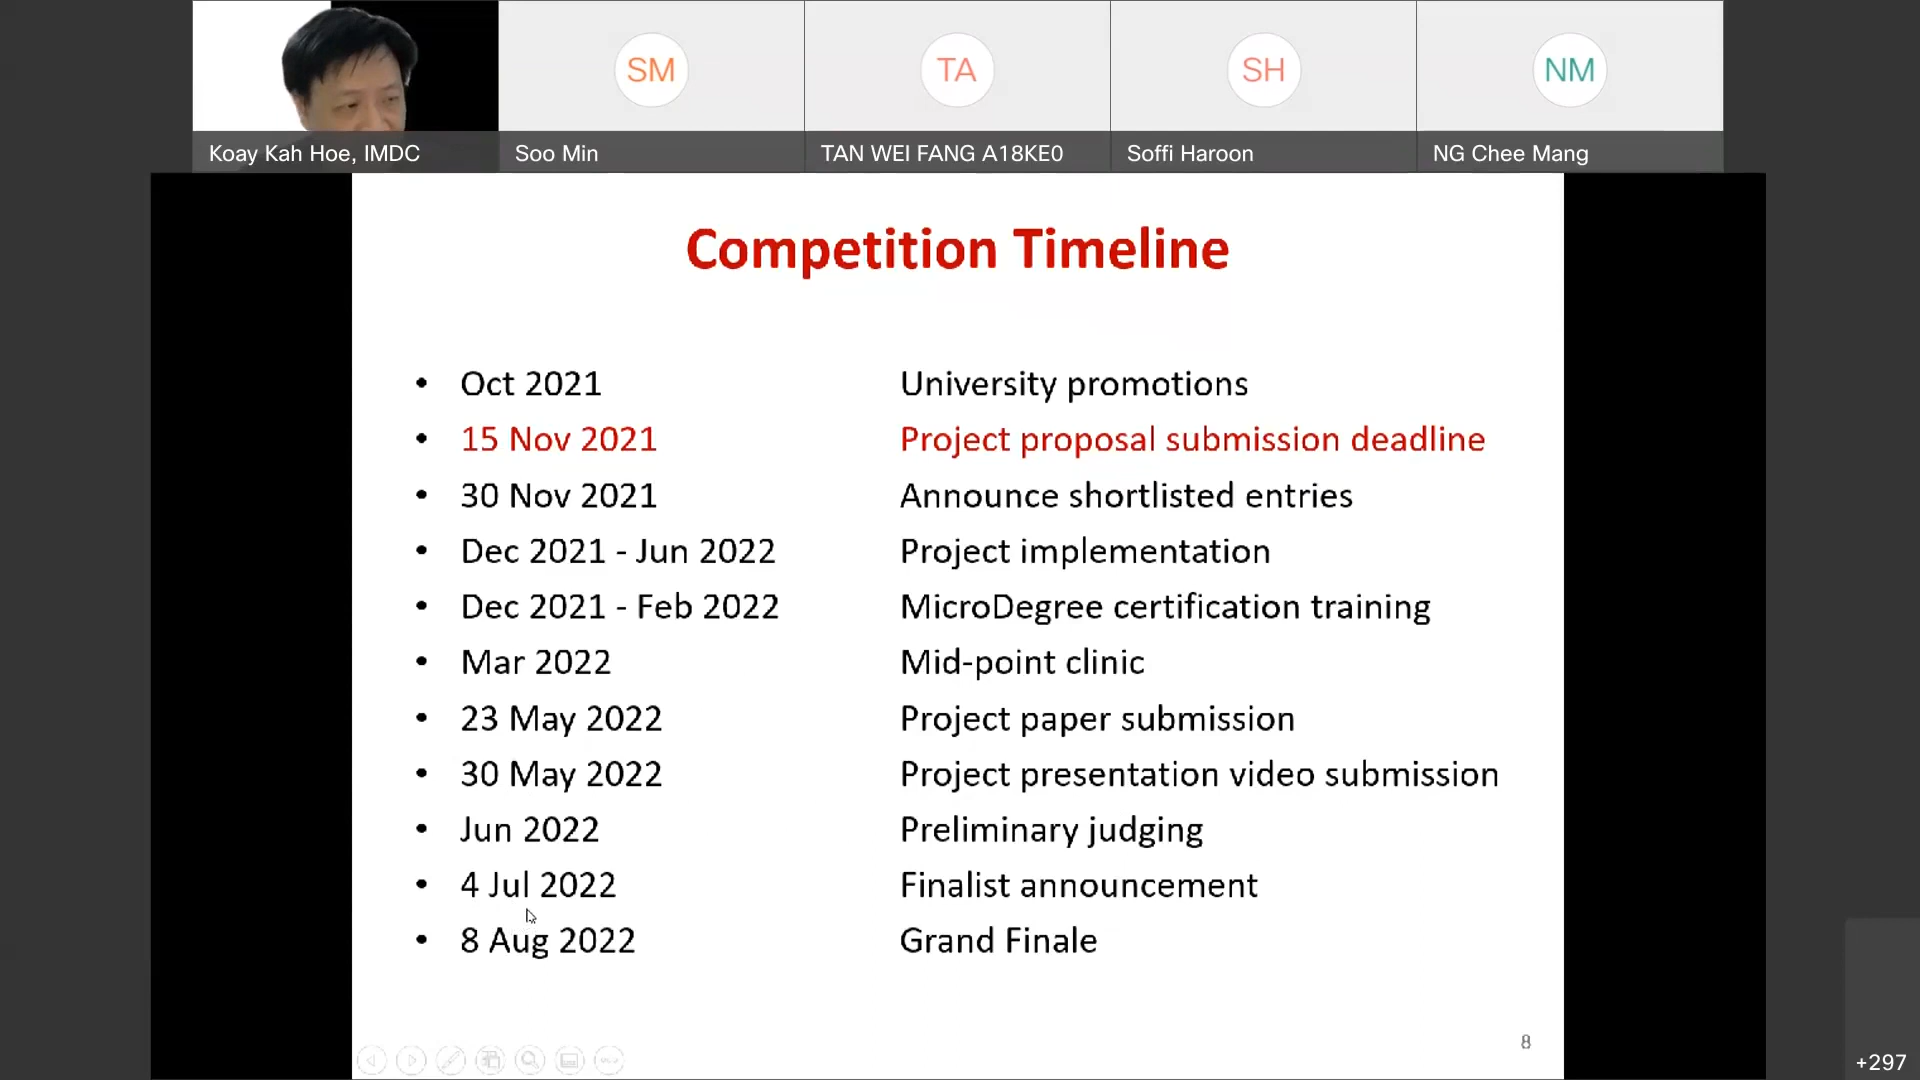 SM
TA
SH
NM
Koay Kah Hoe, IMDC
Soo Min
TAN WEI FANG A18KE0
Soffi Haroon
NG Chee Mang
Competition Timeline
• Oct 2021 University promotions
• 15 Nov 2021 Project proposal submission deadline
• 30 Nov 2021 Announce shortlisted entries
• Dec 2021 - Jun 2022 Project implementation
• Dec 2021 - Feb 2022 MicroDegree certification training
• Mar 2022 Mid-point clinic
• 23 May 2022 Project paper submission
• 30 May 2022 Project presentation video submission
• Jun 2022 Preliminary judging
• 4 Jul 2022 Finalist announcement
• 8 Aug 2022 Grand Finale
8
+297